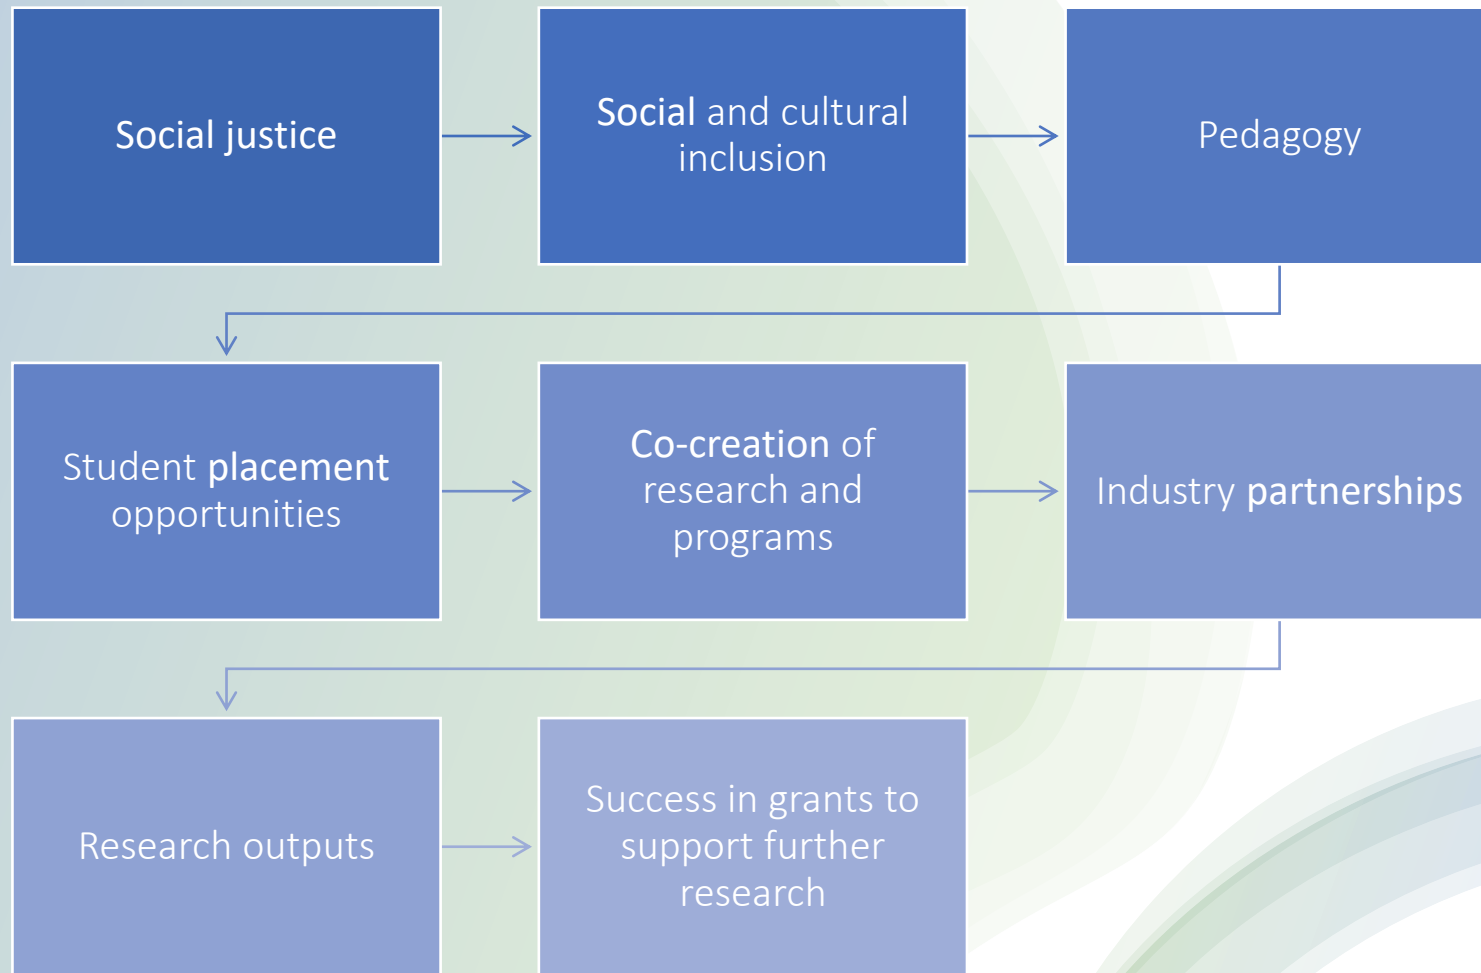 Social justice
Social and cultural
inclusion
Pedagogy
Student placement
opportunities
Co-creation of
research and
programs
Industry partnerships
Research outputs
Success in grants to
support further
research